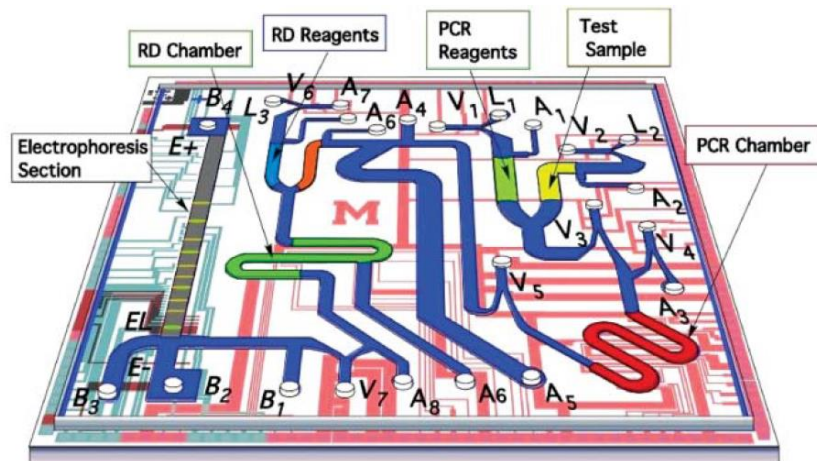 RD Chamber
RD Reagents
PCR
Reagents
Test
Sample
PCR Chamber
Electrophoresis
Section
B4
L3
V6
A7
A6
A4
V1
L1
A1
V2
L2
E+
A2
V3
V4
M
V5
A3
EL
E-
B3
B2
B1
V7
A8
A6
A5